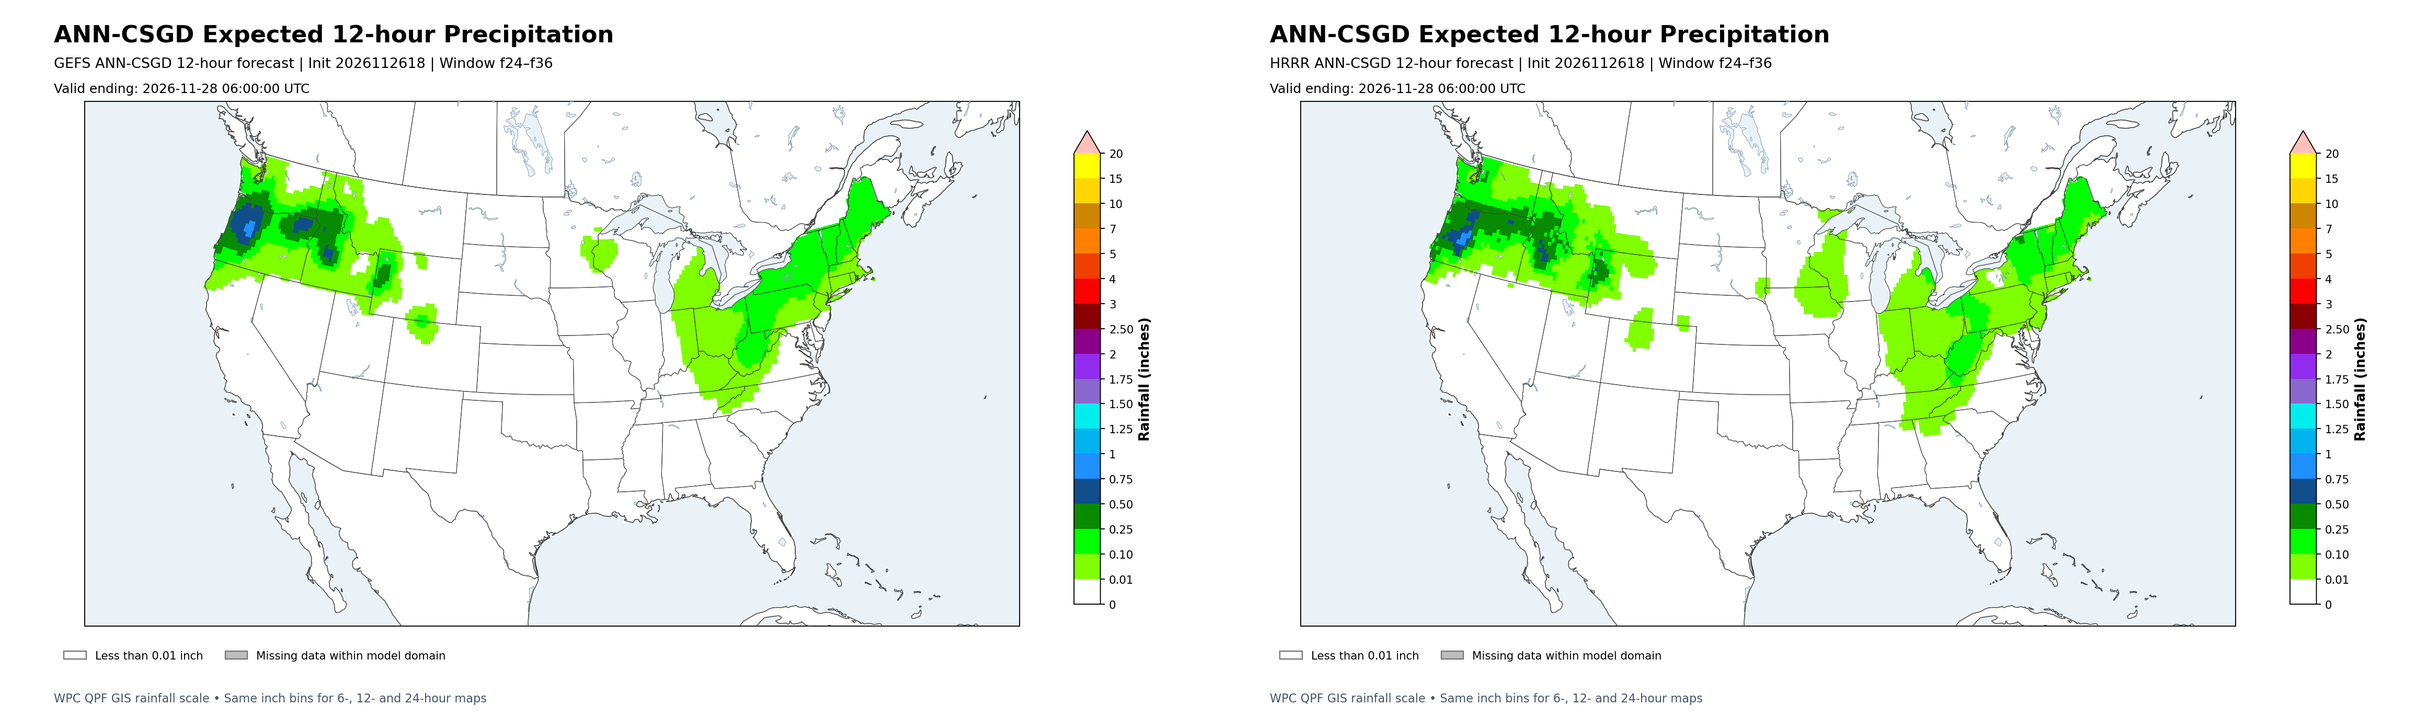 ANN-CSGD Expected 12-hour Precipitation
GEFS ANN-CSGD 12-hour forecast | Init 2026112618 | Window f24–f36
Valid ending: 2026-11-28 06:00:00 UTC
20
15
10
7
5
4
3
2.50
2
1.75
1.50
1.25
1
0.75
0.50
0.25
0.10
0.01
0
Rainfall (inches)
Less than 0.01 inch
Missing data within model domain
WPC QPF GIS rainfall scale • Same inch bins for 6-, 12- and 24-hour maps
ANN-CSGD Expected 12-hour Precipitation
HRRR ANN-CSGD 12-hour forecast | Init 2026112618 | Window f24–f36
Valid ending: 2026-11-28 06:00:00 UTC
20
15
10
7
5
4
3
2.50
2
1.75
1.50
1.25
1
0.75
0.50
0.25
0.10
0.01
0
Rainfall (inches)
Less than 0.01 inch
Missing data within model domain
WPC QPF GIS rainfall scale • Same inch bins for 6-, 12- and 24-hour maps